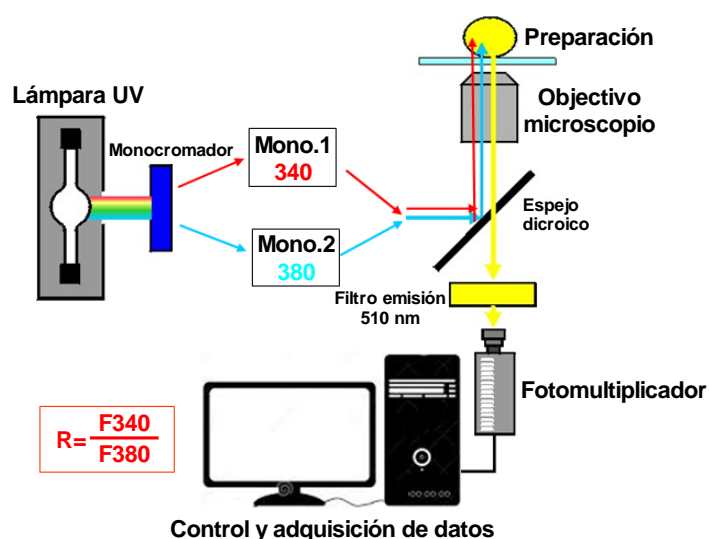 Preparación
Lámpara UV
Objectivo
microscopio
Monocromador
Mono.1
340
Mono.2
380
Espejo
dicroico
Filtro emisión
510 nm
Fotomultiplicador
R= F340
F380
Control y adquisición de datos